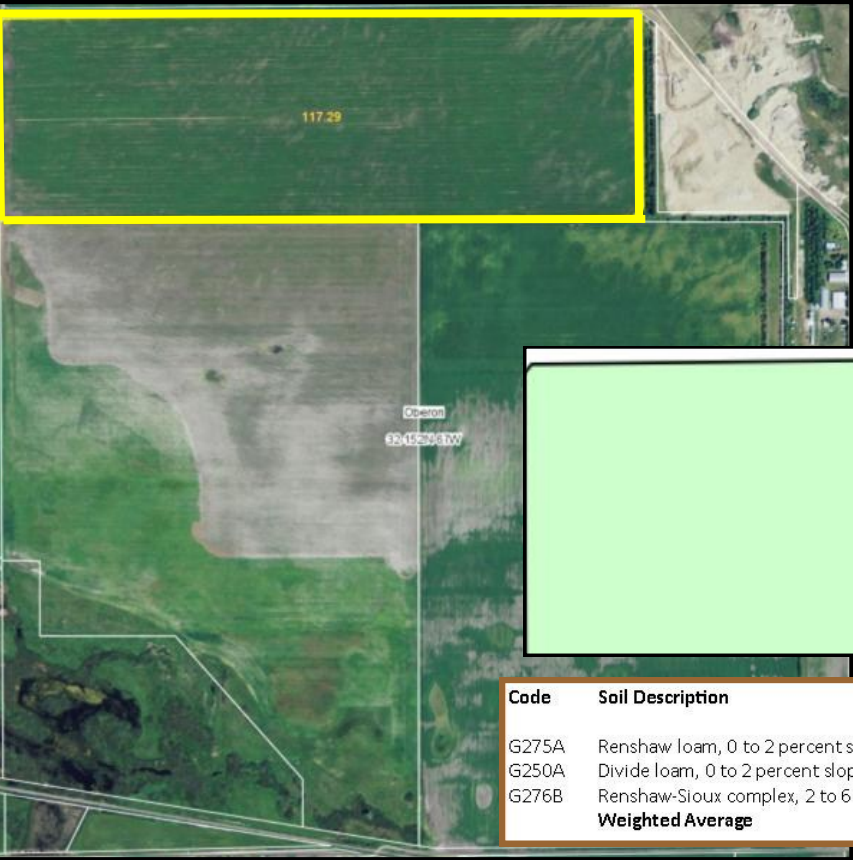 117.29
Oberon
32-152N-67W
Code Soil Description
G275A Renshaw loam, 0 to 2 percent s
G250A Divide loam, 0 to 2 percent slop
G276B Renshaw-Sioux complex, 2 to 6
Weighted Average